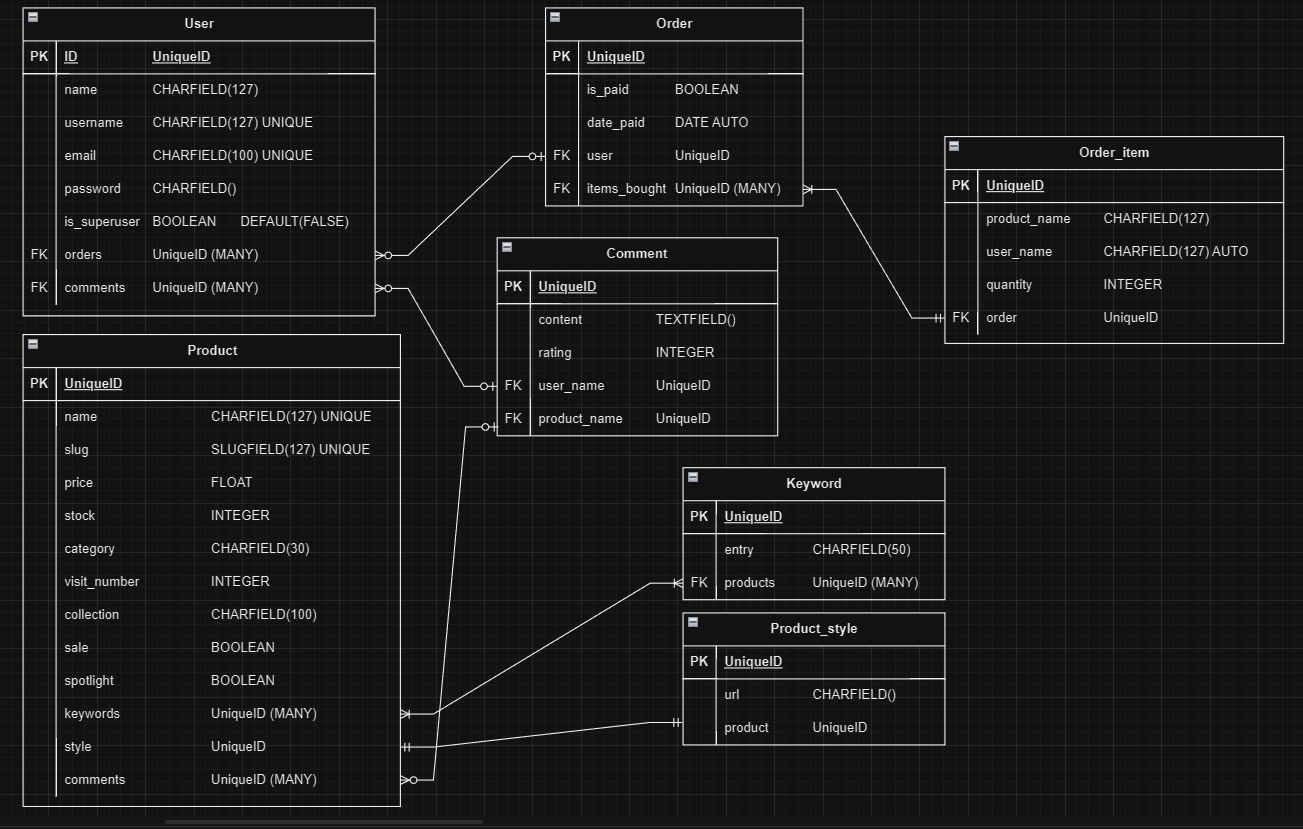 User
PK ID UniqueID
name CHARFIELD(127)
username CHARFIELD(127) UNIQUE
email CHARFIELD(100) UNIQUE
password CHARFIELD()
is_superuser BOOLEAN DEFAULT(FALSE)
FK orders UniqueID (MANY)
FK comments UniqueID (MANY)
Order
PK UniqueID
is_paid BOOLEAN
date_paid DATE AUTO
FK user UniqueID
FK items_bought UniqueID (MANY)
Order_item
PK UniqueID
product_name CHARFIELD(127)
user_name CHARFIELD(127) AUTO
quantity INTEGER
FK order UniqueID
Comment
PK UniqueID
content TEXTFIELD()
rating INTEGER
FK user_name UniqueID
FK product_name UniqueID
Product
PK UniqueID
name CHARFIELD(127) UNIQUE
slug SLUGFIELD(127) UNIQUE
price FLOAT
stock INTEGER
category CHARFIELD(30)
visit_number INTEGER
collection CHARFIELD(100)
sale BOOLEAN
spotlight BOOLEAN
keywords UniqueID (MANY)
style UniqueID
comments UniqueID (MANY)
Keyword
PK UniqueID
entry CHARFIELD(50)
FK products UniqueID (MANY)
Product_style
PK UniqueID
url CHARFIELD()
product UniqueID